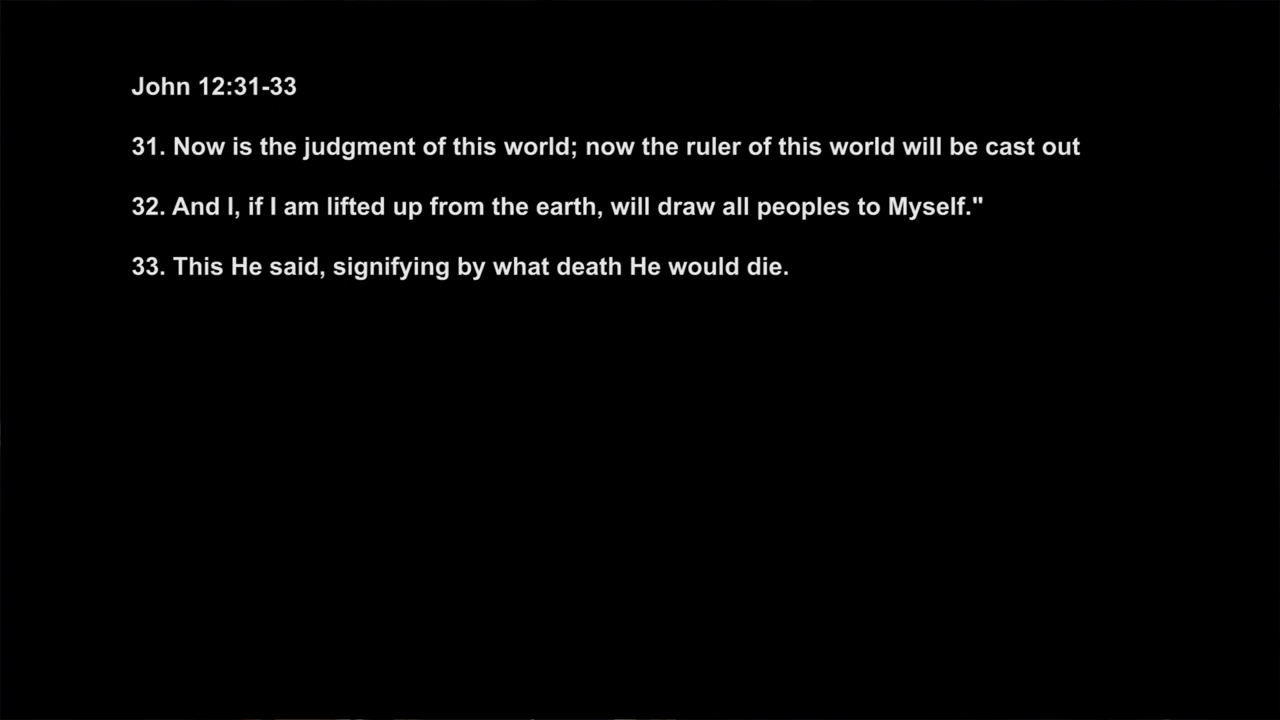 John 12:31-33
31. Now is the judgment of this world; now the ruler of this world will be cast out
32. And I, if I am lifted up from the earth, will draw all peoples to Myself."
33. This He said, signifying by what death He would die.